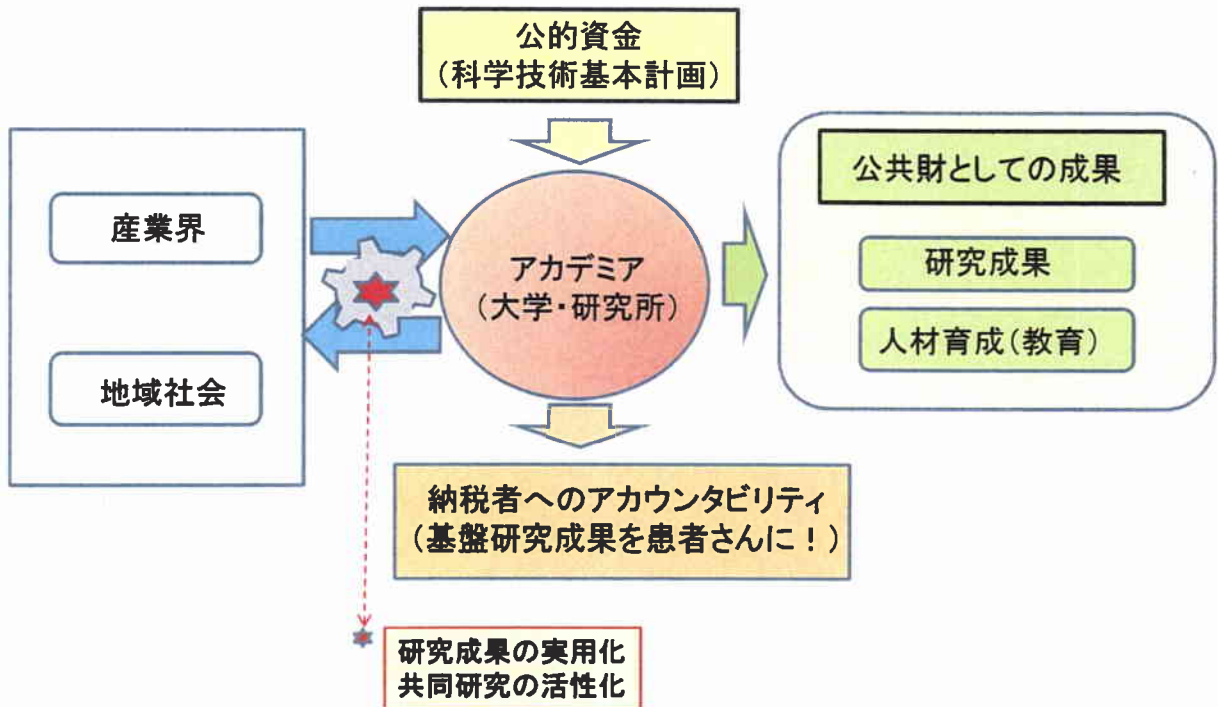 公的資金
（科学技術基本計画）
産業界
地域社会
アカデミア
（大学・研究所）
公共財としての成果
研究成果
人材育成（教育）
納税者へのアカウンタビリティ
（基盤研究成果を患者さんに！）
研究成果の実用化
共同研究の活性化